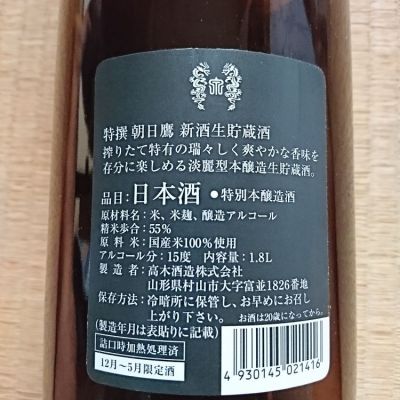 特撰 朝日鷹 新酒生貯蔵酒
搾りたて特有の瑞々しく爽やかな香味を
存分に楽しめる淡麗型本醸造生貯蔵酒。
品目:日本酒 ●特別本醸造酒
原材料名:米、米麹、醸造アルコール
精米歩合:55%
原料米:国産米100%使用
アルコール分:15度 内容量:1.8L
製造者:高木酒造株式会社
山形県村山市大字富並1826番地
保存方法:冷暗所に保管し、お早めにお召し
上がり下さい。 お酒は20歳になってから。
(製造年月は表貼りに記載)
詰口時加熱処理済
12月~5月限定酒
4 930145 021416